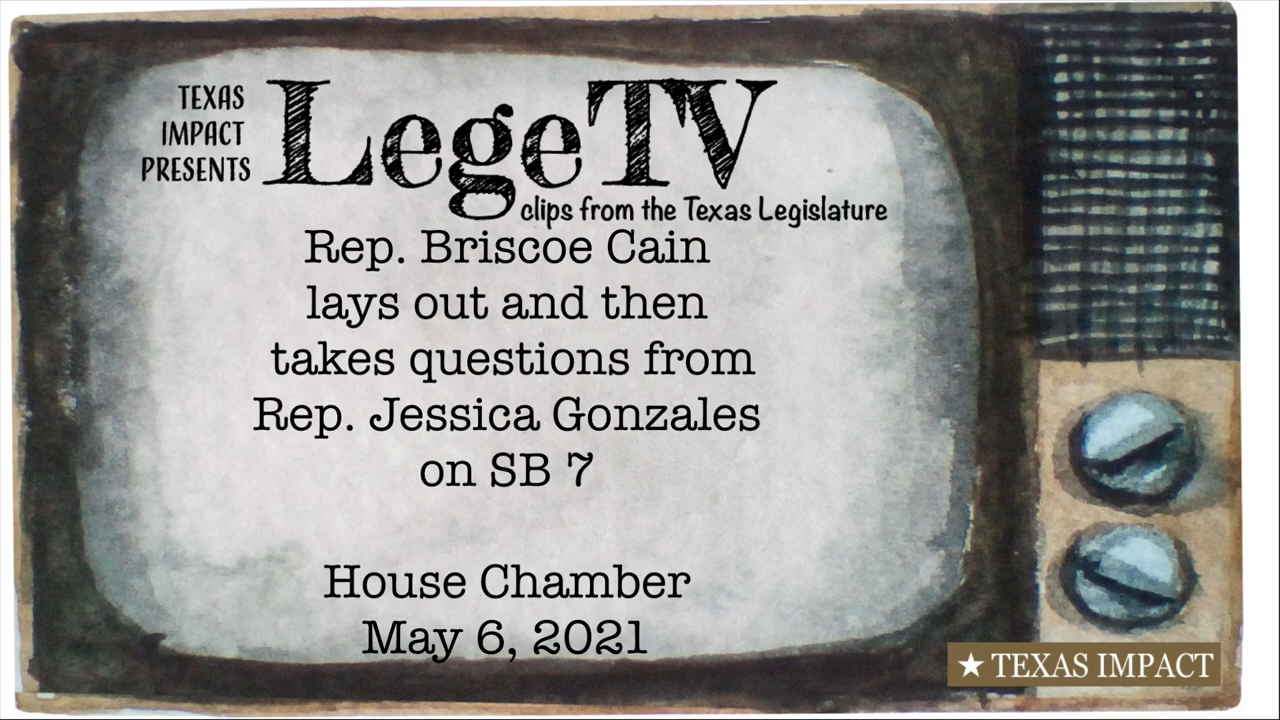 TEXAS
IMPACT
PRESENTS
LegeTV
clips from the Texas Legislature
Rep. Briscoe Cain
lays out and then
takes questions from
Rep. Jessica Gonzales
on SB 7
House Chamber
May 6, 2021
★ TEXAS IMPACT